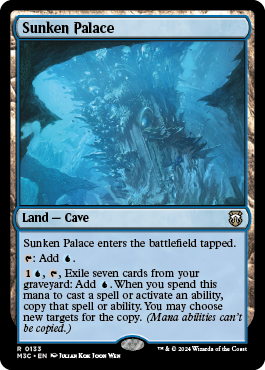 Sunken Palace
Land — Cave
Sunken Palace enters the battlefield tapped.
: Add .
1 , , Exile seven cards from your
graveyard: Add . When you spend this
mana to cast a spell or activate an ability,
copy that spell or ability. You may choose
new targets for the copy. (Mana abilities can't
be copied.)
R 0133
M3C • EN Julian Kok Joon Wen
™ & © 2024 Wizards of the Coast